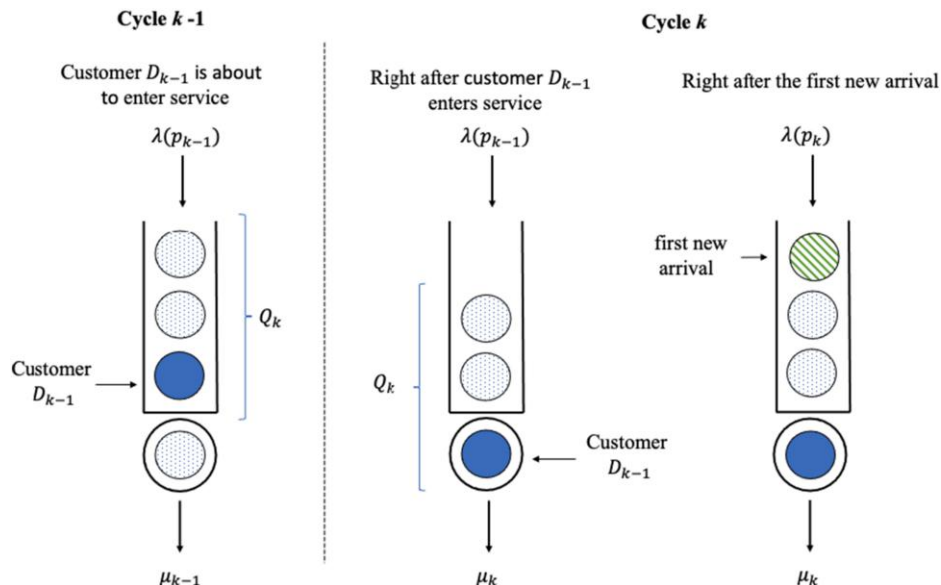 Cycle k -1
Cycle k
Customer D_{k−1} is about
to enter service
Right after customer D_{k−1}
enters service
Right after the first new arrival
λ(p_{k−1})
λ(p_{k−1})
λ(p_k)
first new
arrival
Q_k
Customer
D_{k−1}
Q_k
Customer
D_{k−1}
μ_{k−1}
μ_k
μ_k